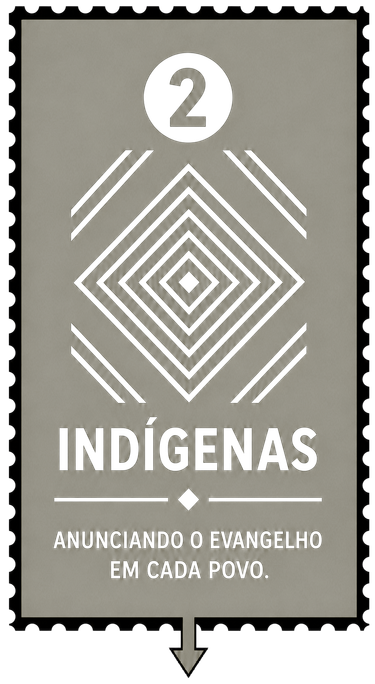 2
INDÍGENAS
ANUNCIANDO O EVANGELHO
EM CADA POVO.